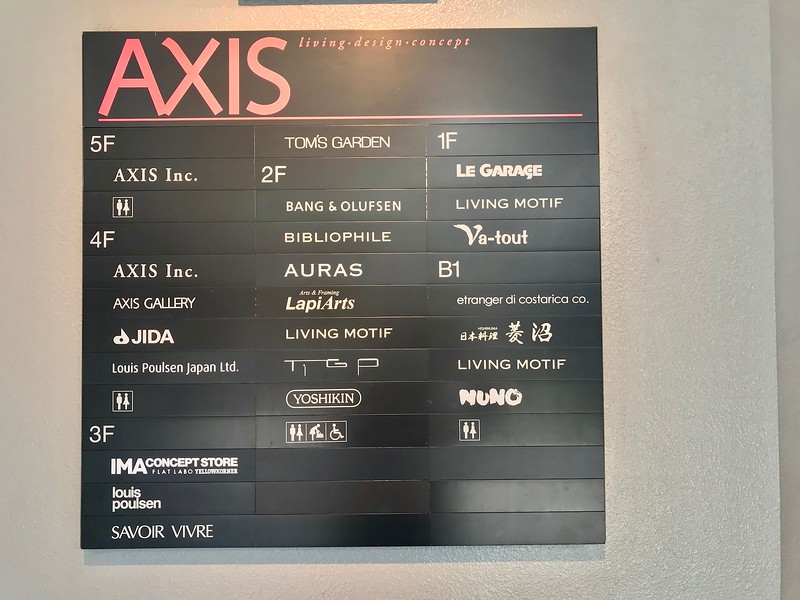 AXIS
living·design·concept
5F
AXIS Inc.
4F
AXIS Inc.
AXIS GALLERY
JIDA
Louis Poulsen Japan Ltd.
3F
IMA CONCEPT STORE
FLAT LABO YELLOWKORNER
louis
poulsen
SAVOIR VIVRE
TOM'S GARDEN
2F
BANG & OLUFSEN
BIBLIOPHILE
AURAS
Arts & Framing
LapiArts
LIVING MOTIF
TIGP
YOSHIKIN
1F
LE GARAGE
LIVING MOTIF
Va-tout
B1
etranger di costarica co.
HISHINUMA
日本料理 菱沼
LIVING MOTIF
NUNO